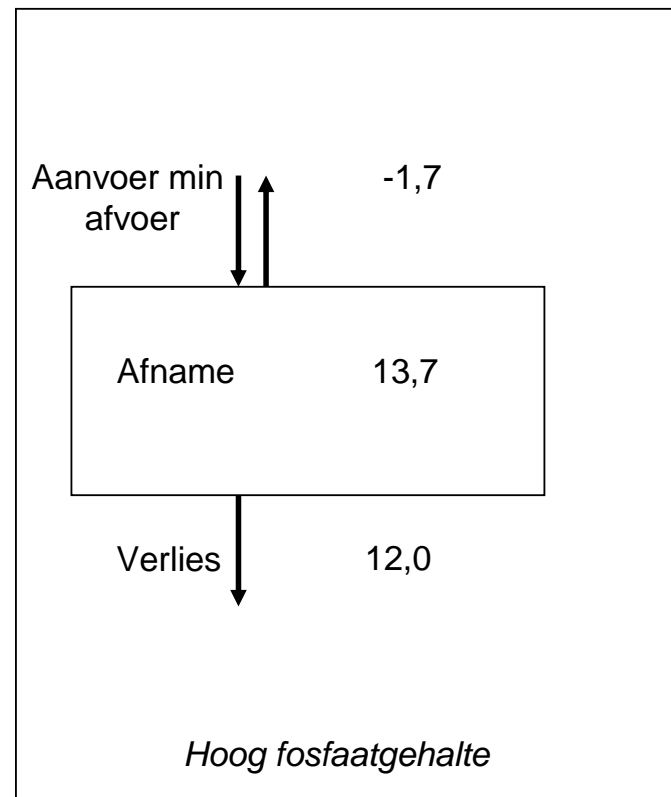 Aanvoer min -1,7
afvoer
Afname 13,7
Verlies 12,0
Hoog fosfaatgehalte